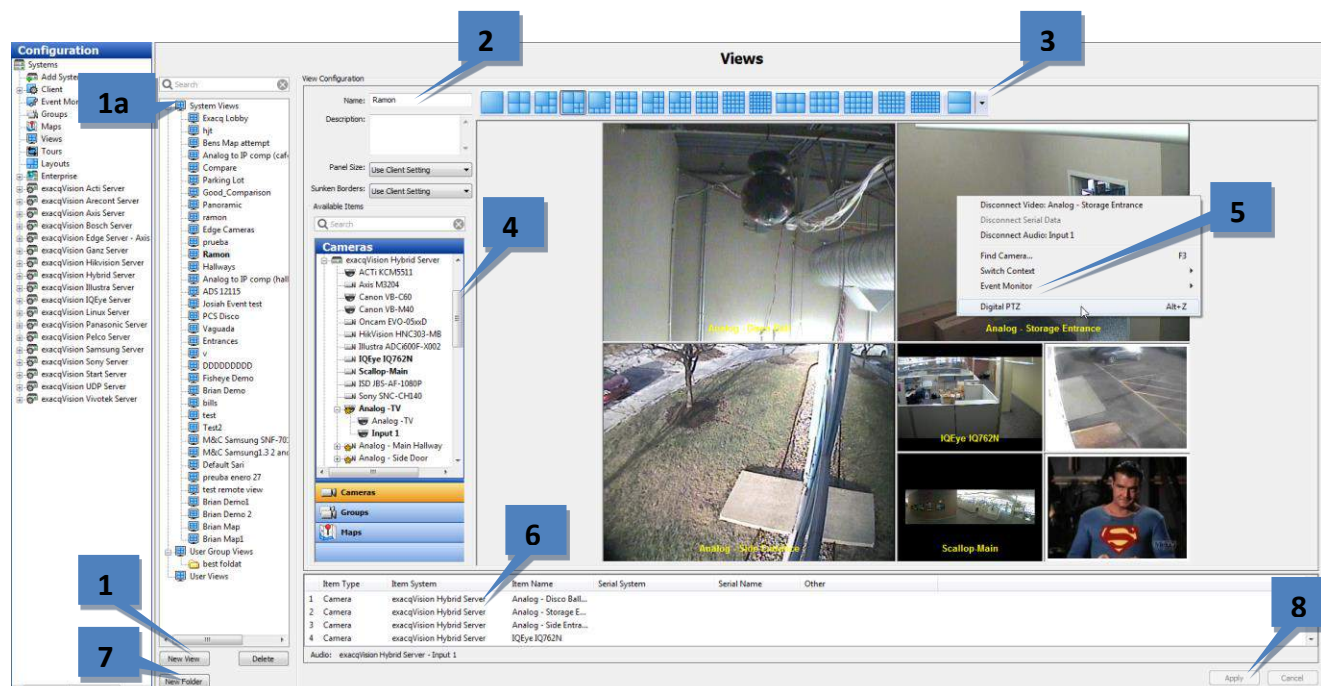 Configuration
Systems
Add System
Client
Event Mon
Groups
Maps
Views
Tours
Layouts
Enterprise
exacqVision Acti Server
exacqVision Arecont Server
exacqVision Axis Server
exacqVision Bosch Server
exacqVision Edge Server - Axis
exacqVision Ganz Server
exacqVision Hikvision Server
exacqVision Hybrid Server
exacqVision Illustra Server
exacqVision IQEye Server
exacqVision Linux Server
exacqVision Panasonic Server
exacqVision Pelco Server
exacqVision Samsung Server
exacqVision Sony Server
exacqVision Start Server
exacqVision UDP Server
exacqVision Vivotek Server
1a
Search
System Views
Exacq Lobby
hjt
Bens Map attempt
Analog to IP comp (cafe
Compare
Parking Lot
Good_Comparison
Panoramic
ramon
Edge Cameras
prueba
Ramon
Hallways
Analog to IP comp (hall
ADS 12115
Josiah Event test
PCS Disco
Vaguada
Entrances
v
DDDDDDDDD
Fisheye Demo
Brian Demo
bills
test
Test2
M&C Samsung SNF-70
M&C Samsung1.3 2 and
Default Sari
preuba enero 27
test remote view
Brian Demo1
Brian Demo 2
Brian Map
Brian Map1
User Group Views
best foldat
User Views
1
New View
Delete
7
New Folder
Views
2
3
View Configuration
Name:
Ramon
Description:
Panel Size:
Use Client Setting
Sunken Borders:
Use Client Setting
Available Items
Search
4
Cameras
exacqVision Hybrid Server
ACTi KCM5511
Axis M3204
Canon VB-C60
Canon VB-M40
Oncam EVO-05xxD
HikVision HNC303-MB
Illustra ADCi600F-X002
IQEye IQ762N
Scallop-Main
ISD JBS-AF-1080P
Sony SNC-CH140
Analog -TV
Analog -TV
Input 1
Analog - Main Hallway
Analog - Side Door
Cameras
Groups
Maps
Disconnect Video: Analog - Storage Entrance
Disconnect Serial Data
Disconnect Audio: Input 1
Find Camera... F3
Switch Context
Event Monitor
Digital PTZ Alt+Z
5
Analog - Disco Ball
Analog - Storage Entrance
Analog - Side Entrance
IQEye IQ762N
Scallop-Main
6
Item Type Item System Item Name Serial System Serial Name Other
1 Camera exacqVision Hybrid Server Analog - Disco Ball...
2 Camera exacqVision Hybrid Server Analog - Storage E...
3 Camera exacqVision Hybrid Server Analog - Side Entra...
4 Camera exacqVision Hybrid Server IQEye IQ762N
Audio: exacqVision Hybrid Server - Input 1
8
Apply
Cancel